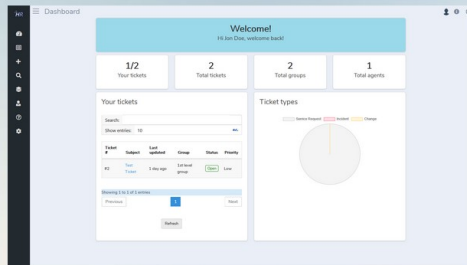 Dashboard
Welcome!
Hi Jan Doe, welcome back!
1/2
Your tickets
2
Total tickets
2
Total groups
1
Total agents
Your tickets
Search:
Show entries 10
Ticket # Subject Last updated Group Status Priority
#2 Test Ticket 1 day ago 1st level group Open Low
Showing 1 to 1 of 1 entries
Previous 1 Next
Refresh
Ticket types
Service Request Incident Change